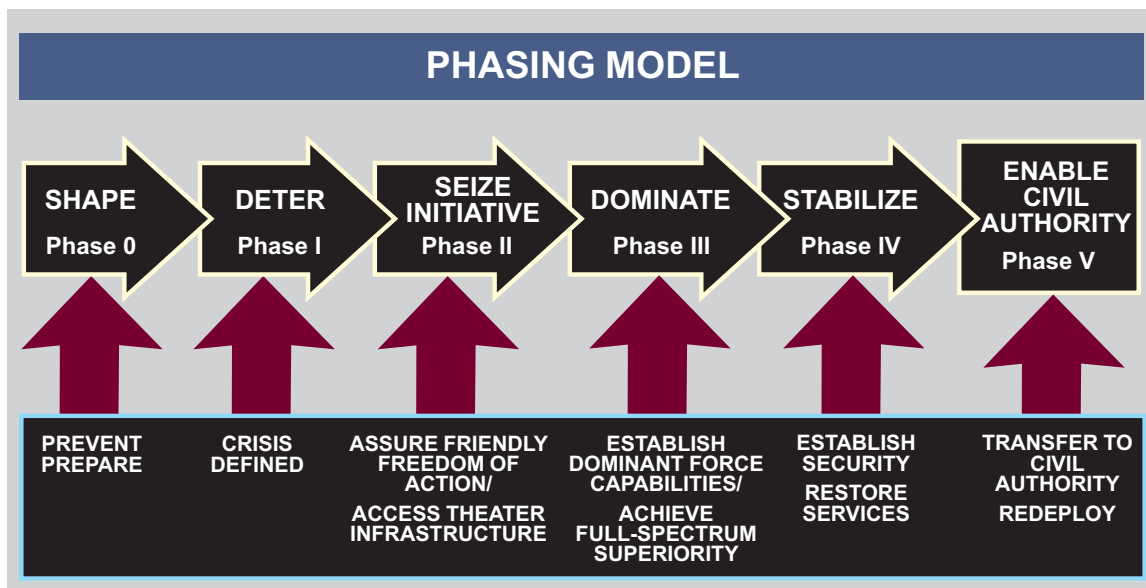 PHASING MODEL
SHAPE
Phase 0
DETER
Phase I
SEIZE
INITIATIVE
Phase II
DOMINATE
Phase III
STABILIZE
Phase IV
ENABLE
CIVIL
AUTHORITY
Phase V
PREVENT
PREPARE
CRISIS
DEFINED
ASSURE FRIENDLY
FREEDOM OF
ACTION/
ACCESS THEATER
INFRASTRUCTURE
ESTABLISH
DOMINANT FORCE
CAPABILITIES/
ACHIEVE
FULL-SPECTRUM
SUPERIORITY
ESTABLISH
SECURITY
RESTORE
SERVICES
TRANSFER TO
CIVIL
AUTHORITY
REDEPLOY